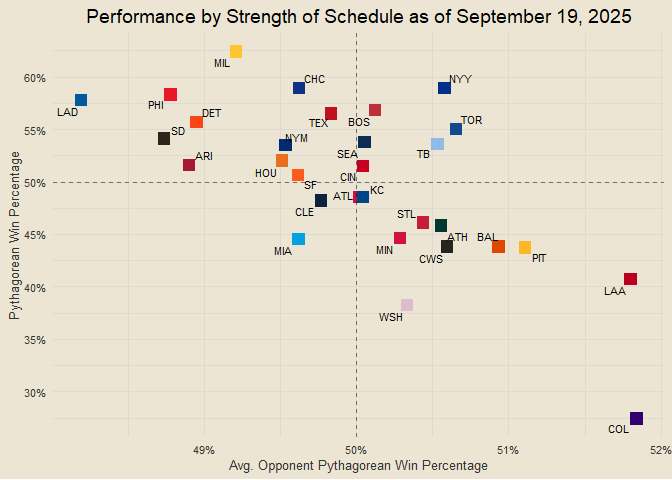 Performance by Strength of Schedule as of September 19, 2025
MIL
60%
CHC
NYY
LAD
PHI
DET
TEX
BOS
TOR
55%
SD
NYM
SEA
TB
ARI
HOU
SF
CIN
50%
ATL
KC
CLE
STL
45%
MIA
MIN
ATH
BAL
CWS
PIT
40%
LAA
WSH
35%
30%
COL
49%
50%
51%
52%
Avg. Opponent Pythagorean Win Percentage
Pythagorean Win Percentage